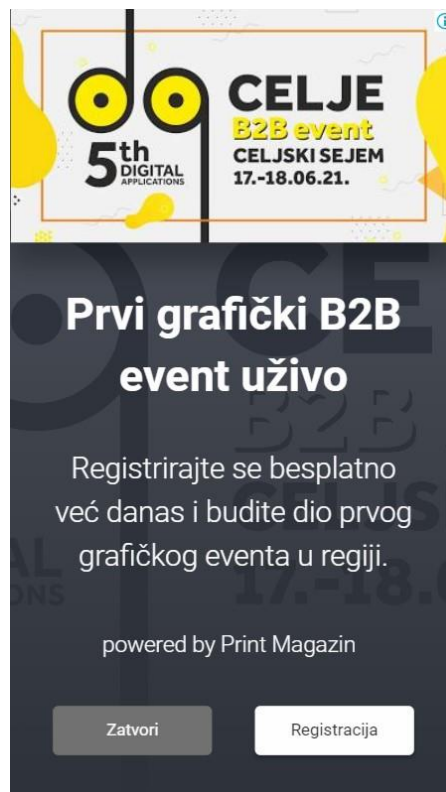 dq
CELJE
B2B event
5th
DIGITAL
APPLICATIONS
CELJSKI SEJEM
17.-18.06.21.
Prvi grafički B2B
event uživo
Registrirajte se besplatno
već danas i budite dio prvog
grafičkog eventa u regiji.
powered by Print Magazin
Zatvori
Registracija